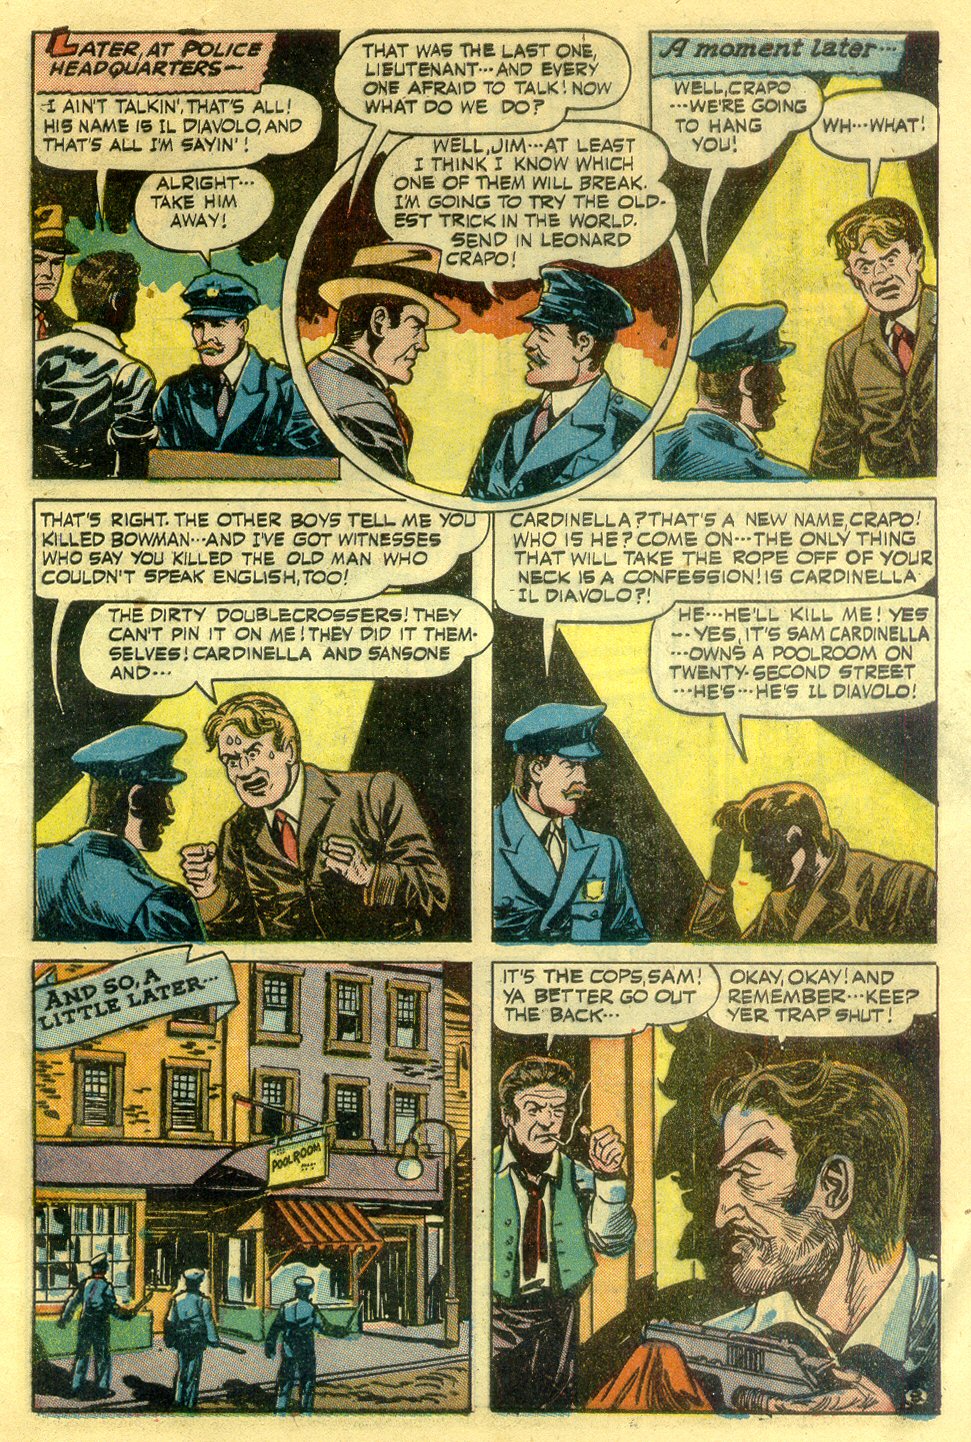 LATER, AT POLICE
HEADQUARTERS—
I AIN'T TALKIN', THAT'S ALL!
HIS NAME IS IL DIAVOLO, AND
THAT'S ALL I'M SAYIN'!
ALRIGHT...
TAKE HIM
AWAY!
THAT WAS THE LAST ONE,
LIEUTENANT...AND EVERY
ONE AFRAID TO TALK! NOW
WHAT DO WE DO?
WELL, JIM...AT LEAST
I THINK I KNOW WHICH
ONE OF THEM WILL BREAK.
I'M GOING TO TRY THE OLD-
EST TRICK IN THE WORLD.
SEND IN LEONARD
CRAPO!
A moment later...
WELL, CRAPO
...WE'RE GOING
TO HANG
YOU!
WH...WHAT!
THAT'S RIGHT. THE OTHER BOYS TELL ME YOU
KILLED BOWMAN...AND I'VE GOT WITNESSES
WHO SAY YOU KILLED THE OLD MAN WHO
COULDN'T SPEAK ENGLISH, TOO!
THE DIRTY DOUBLECROSSERS! THEY
CAN'T PIN IT ON ME! THEY DID IT THEM-
SELVES! CARDINELLA AND SANSONE
AND...
CARDINELLA? THAT'S A NEW NAME, CRAPO!
WHO IS HE? COME ON...THE ONLY THING
THAT WILL TAKE THE ROPE OFF OF YOUR
NECK IS A CONFESSION! IS CARDINELLA
IL DIAVOLO?!
HE...HE'LL KILL ME! YES
...YES, IT'S SAM CARDINELLA
...OWNS A POOLROOM ON
TWENTY-SECOND STREET
...HE'S...HE'S IL DIAVOLO!
AND SO, A
LITTLE LATER...
POOLROOM
IT'S THE COPS, SAM!
YA BETTER GO OUT
THE BACK...
OKAY, OKAY! AND
REMEMBER...KEEP
YER TRAP SHUT!
2